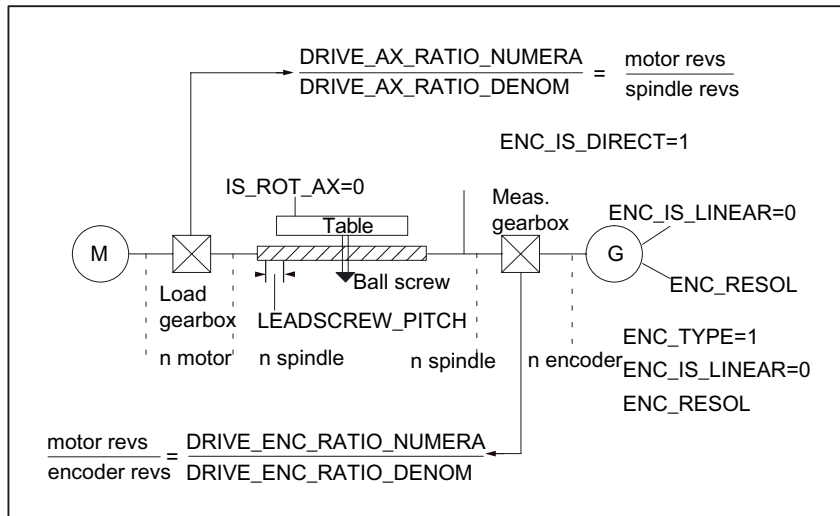 DRIVE_AX_RATIO_NUMERA
DRIVE_AX_RATIO_DENOM
=
motor revs
spindle revs
ENC_IS_DIRECT=1
IS_ROT_AX=0
Meas.
gearbox
ENC_IS_LINEAR=0
Table
M
G
Load
gearbox
Ball screw
ENC_RESOL
LEADSCREW_PITCH
ENC_TYPE=1
n motor
n spindle
n spindle
n encoder
ENC_IS_LINEAR=0
ENC_RESOL
motor revs
encoder revs
=
DRIVE_ENC_RATIO_NUMERA
DRIVE_ENC_RATIO_DENOM